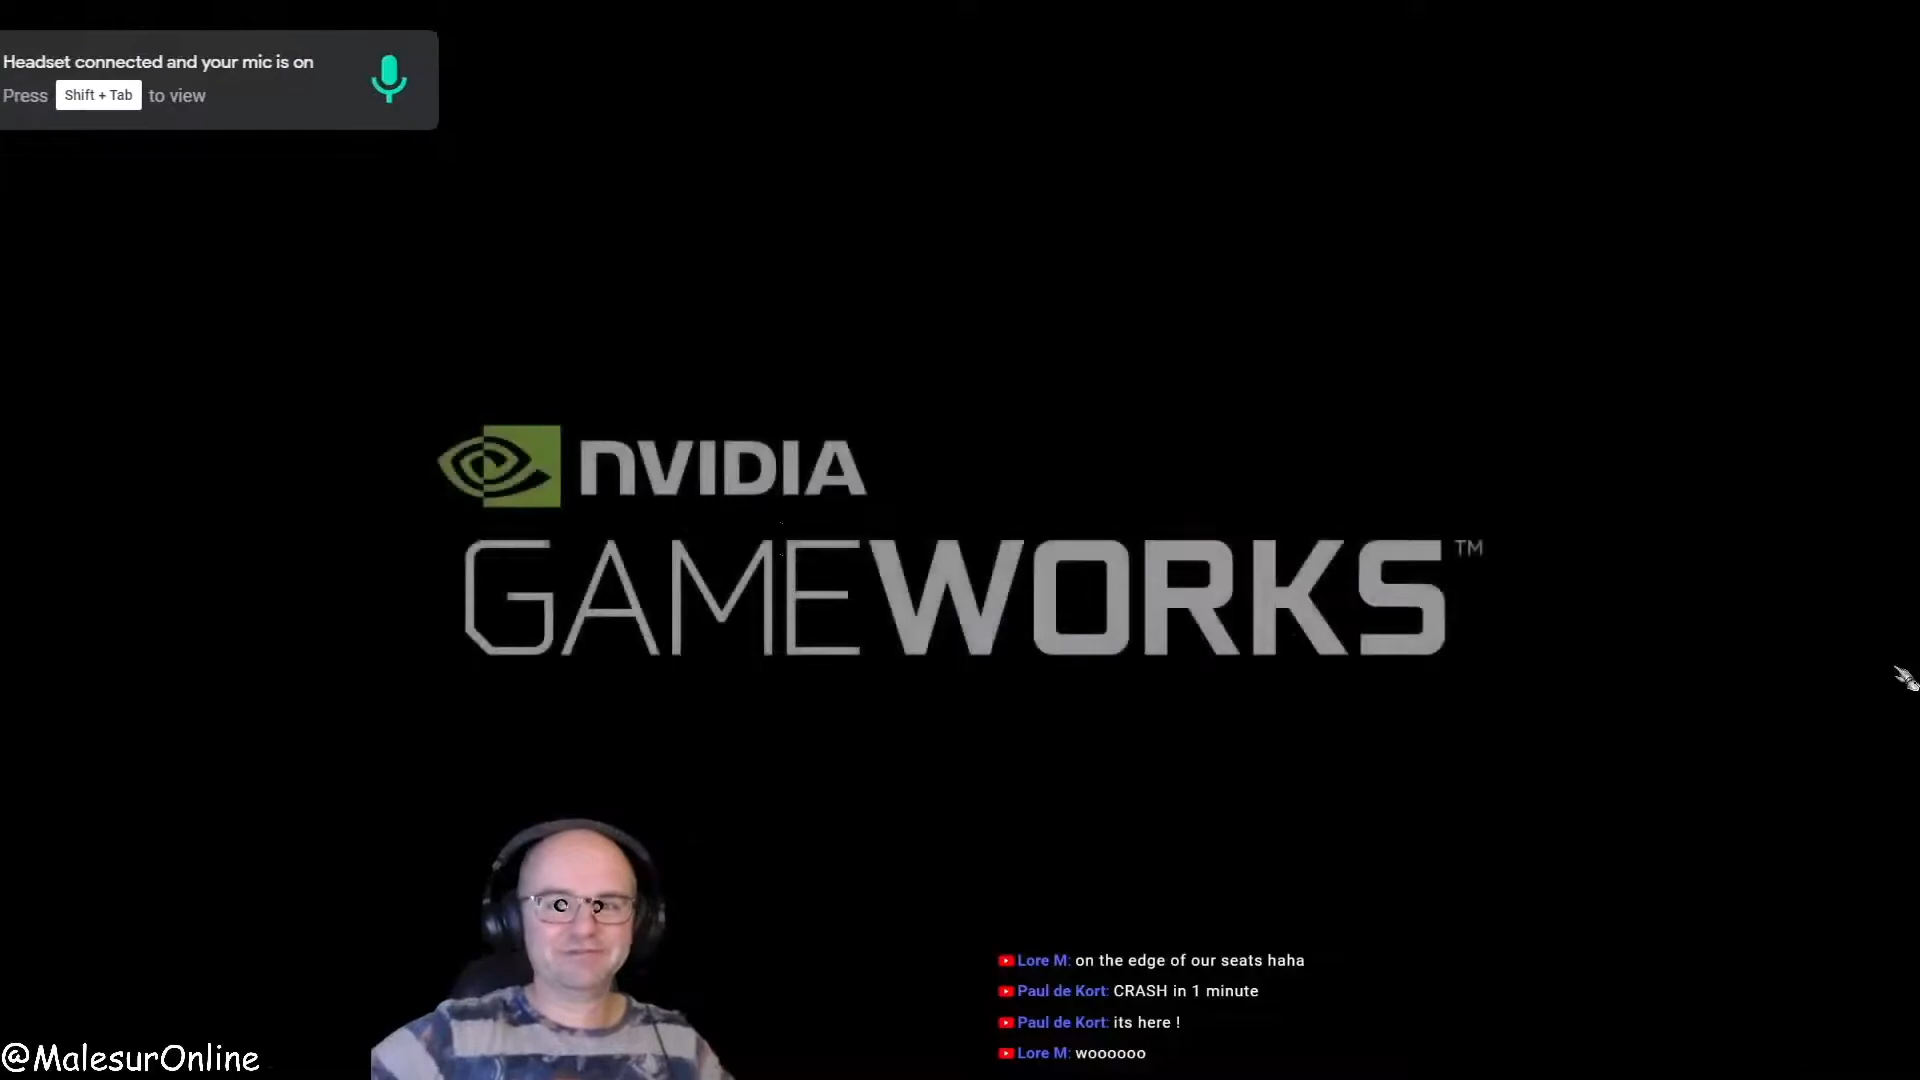 Headset connected and your mic is on
Press Shift + Tab to view
NVIDIA
GAMEWORKS™
Lore M: on the edge of our seats haha
Paul de Kort: CRASH in 1 minute
Paul de Kort: its here !
Lore M: woooooo
@MalesurOnline